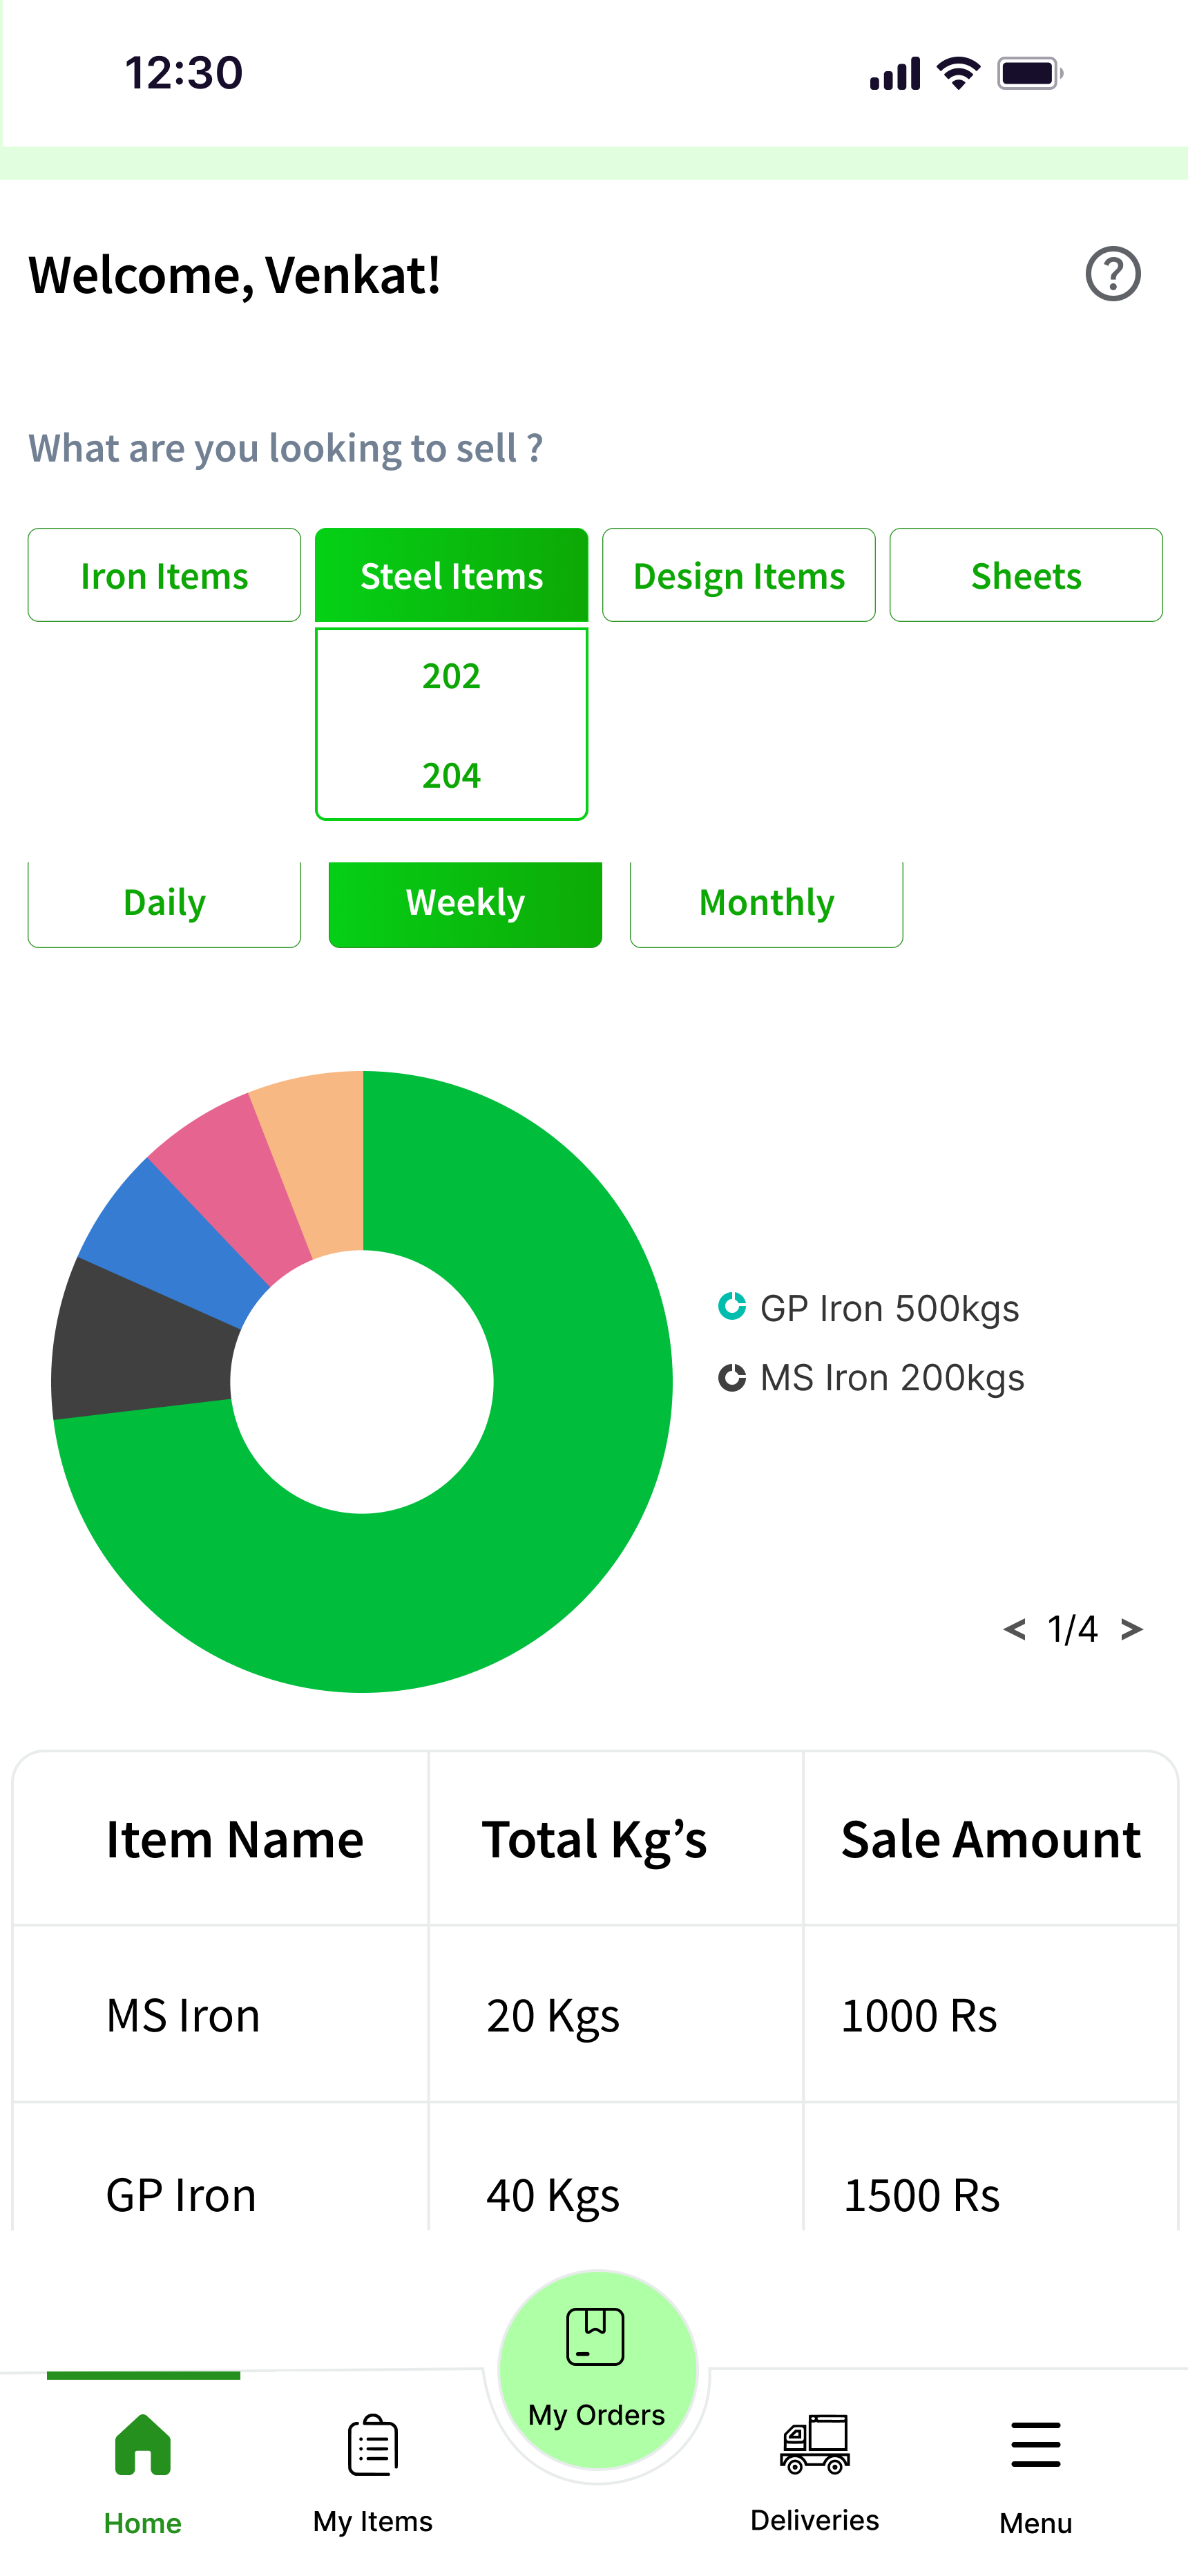 12:30
Welcome, Venkat!
What are you looking to sell ?
Iron Items
Steel Items
Design Items
Sheets
202
204
Daily
Weekly
Monthly
GP Iron 500kgs
MS Iron 200kgs
< 1/4 >
Item Name
Total Kg’s
Sale Amount
MS Iron
20 Kgs
1000 Rs
GP Iron
40 Kgs
1500 Rs
My Orders
Home
My Items
Deliveries
Menu